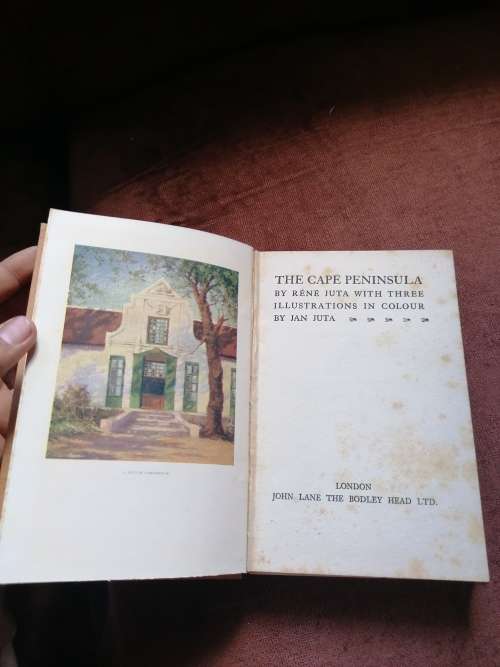 THE CAPE PENINSULA
BY RÉNÉ JUTA WITH THREE
ILLUSTRATIONS IN COLOUR
BY JAN JUTA
LONDON
JOHN LANE THE BODLEY HEAD LTD.